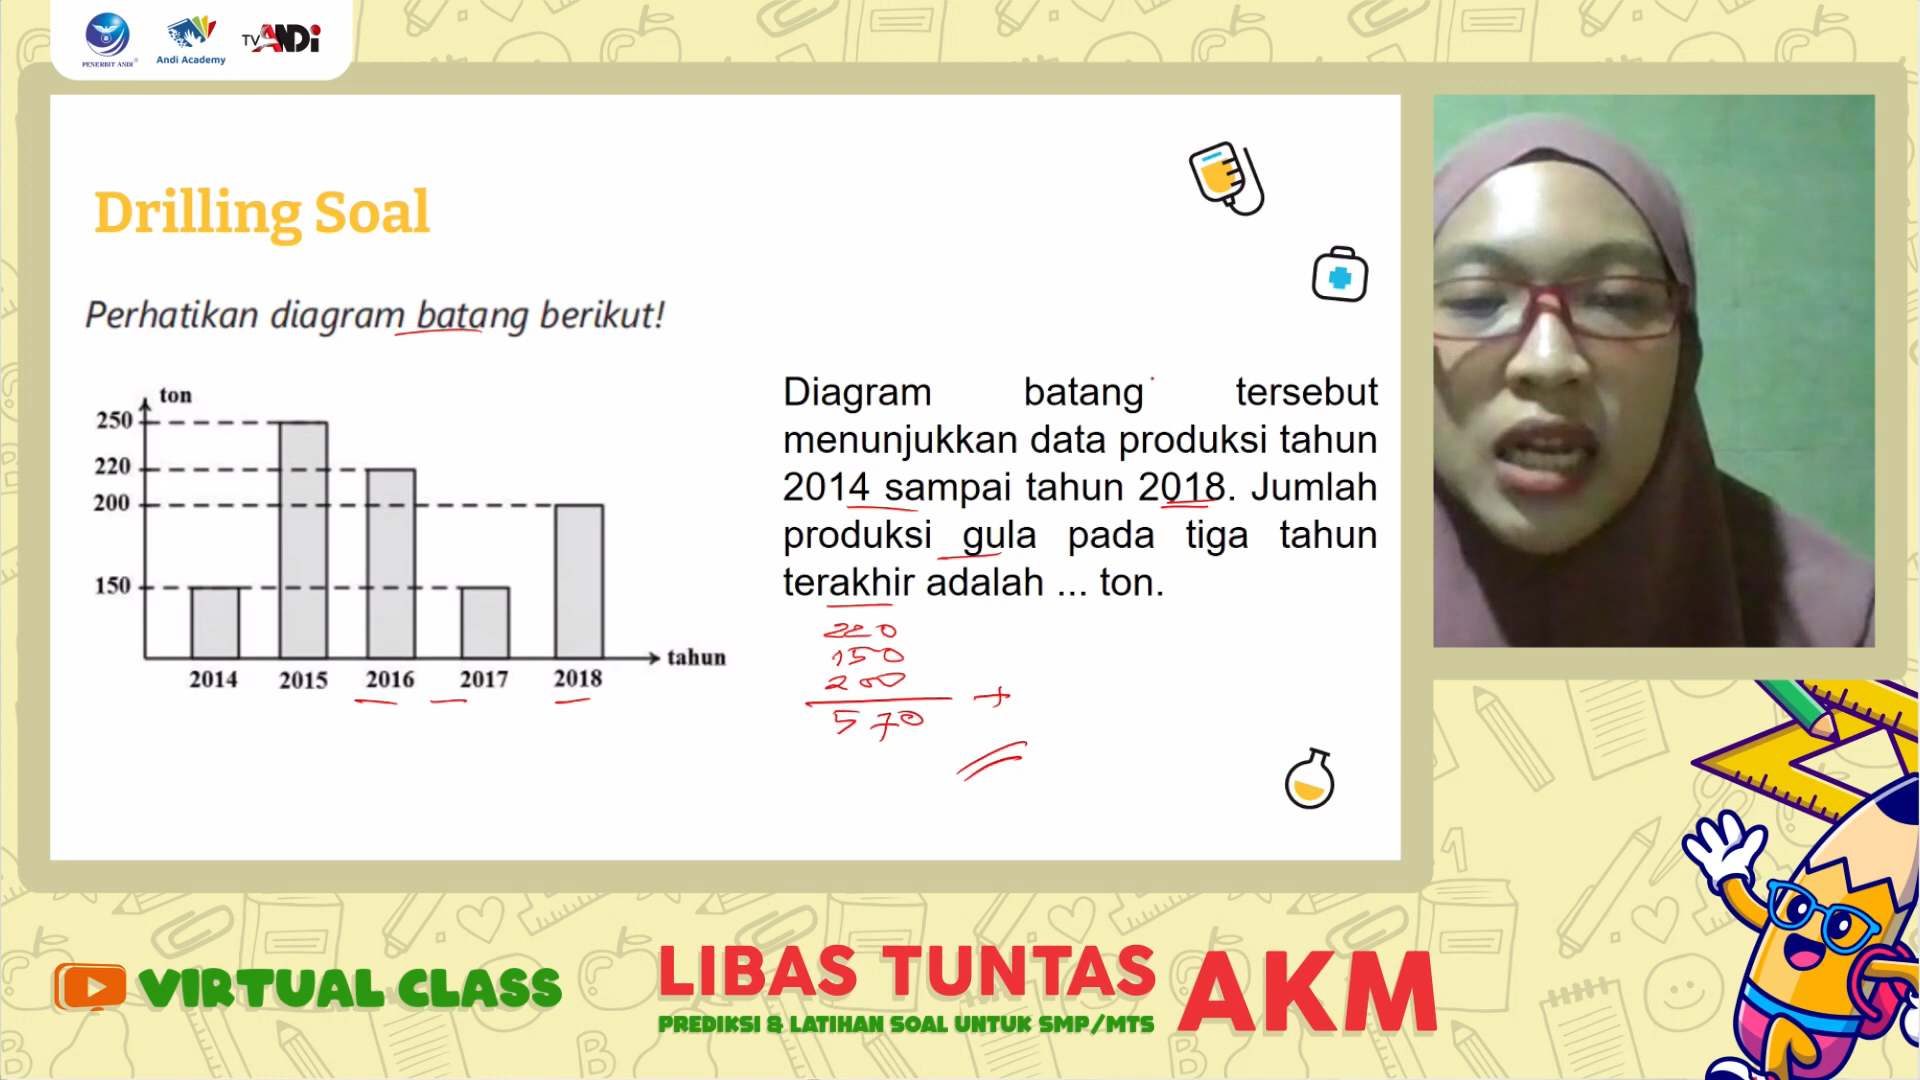 PENERBIT ANDI
Andi Academy
TV ANDi
Drilling Soal
Perhatikan diagram batang berikut!
ton
250
220
200
150
2014 2015 2016 2017 2018
tahun
Diagram batang tersebut
menunjukkan data produksi tahun
2014 sampai tahun 2018. Jumlah
produksi gula pada tiga tahun
terakhir adalah ... ton.
220
150
200
+
570
VIRTUAL CLASS
LIBAS TUNTAS
AKM
PREDIKSI & LATIHAN SOAL UNTUK SMP/MTS